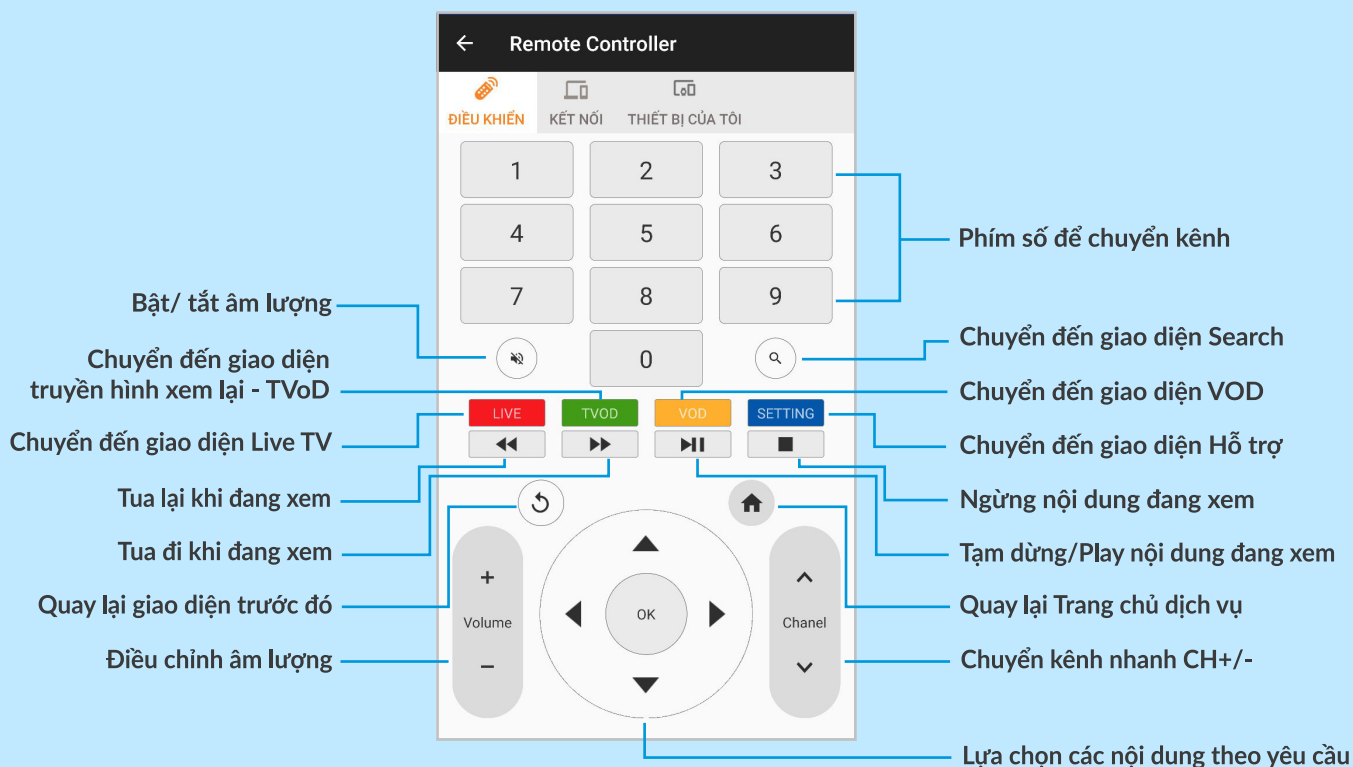 Remote Controller
ĐIỀU KHIỂN
KẾT NỐI
THIẾT BỊ CỦA TÔI
1
2
3
4
5
6
7
8
9
0
LIVE
TVOD
VOD
SETTING
+
Volume
−
OK
Chanel
Bật/ tắt âm lượng
Chuyển đến giao diện
truyền hình xem lại - TVoD
Chuyển đến giao diện Live TV
Tua lại khi đang xem
Tua đi khi đang xem
Quay lại giao diện trước đó
Điều chỉnh âm lượng
Phím số để chuyển kênh
Chuyển đến giao diện Search
Chuyển đến giao diện VOD
Chuyển đến giao diện Hỗ trợ
Ngừng nội dung đang xem
Tạm dừng/Play nội dung đang xem
Quay lại Trang chủ dịch vụ
Chuyển kênh nhanh CH+/-
Lựa chọn các nội dung theo yêu cầu